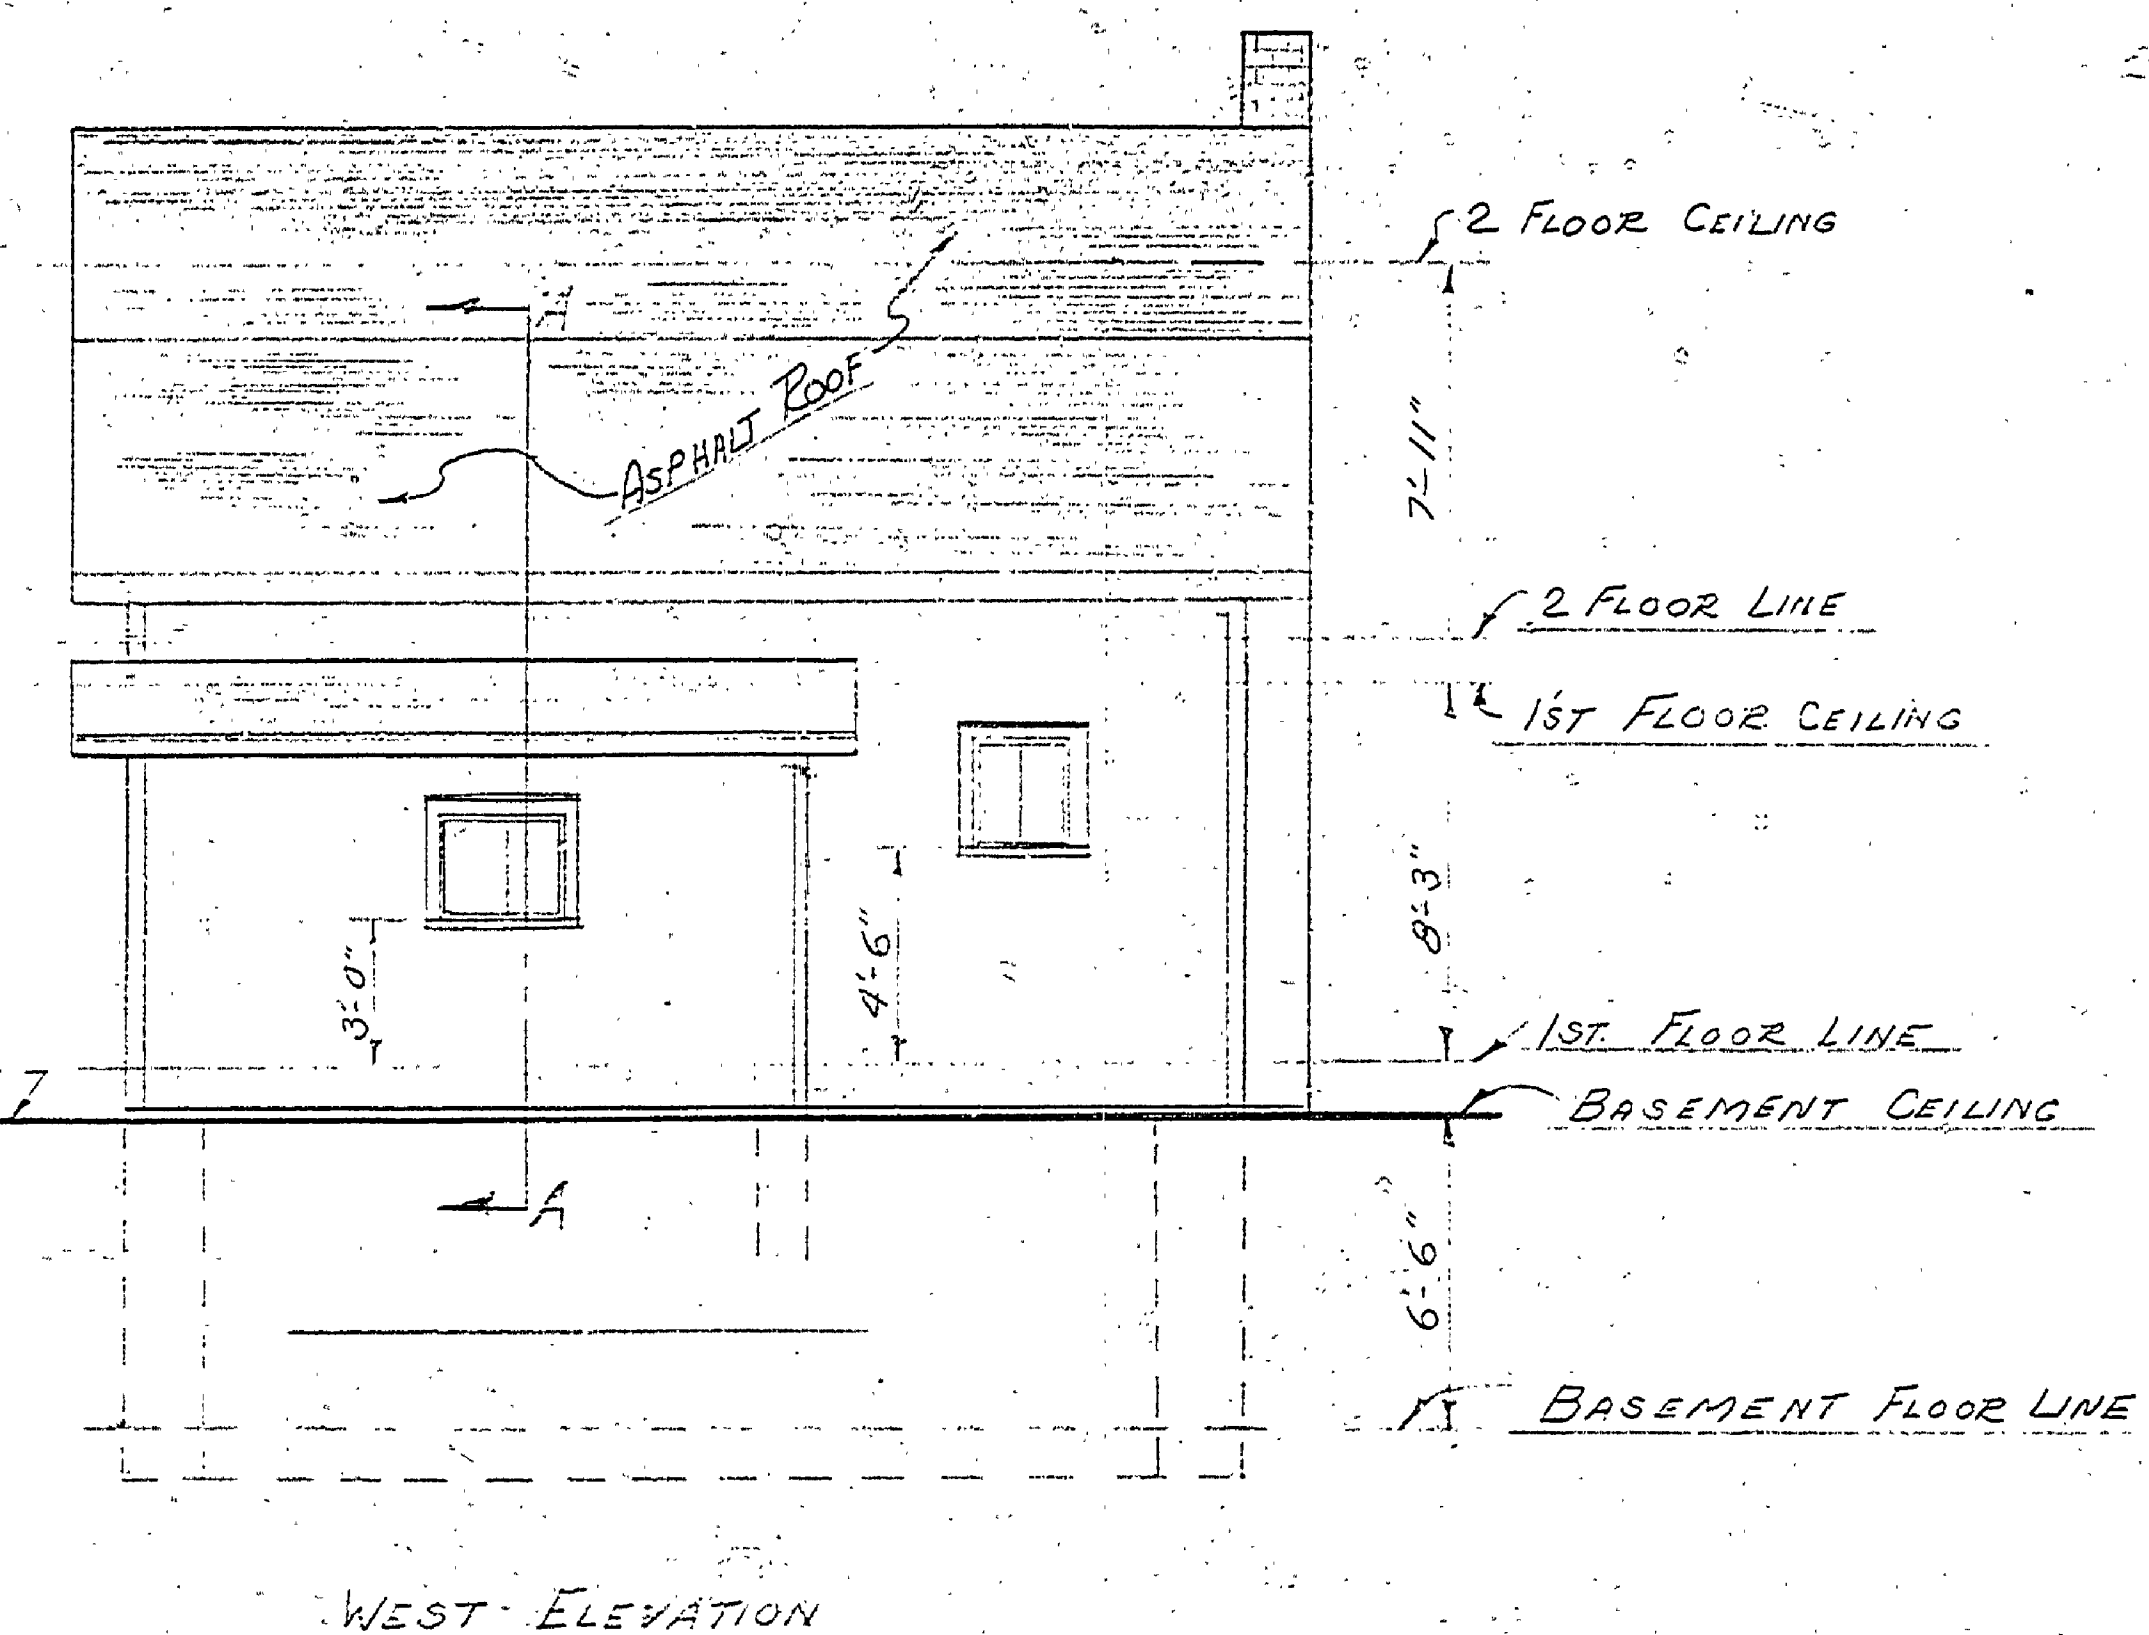 2 FLOOR CEILING
A
7'-11"
ASPHALT ROOF
2 FLOOR LINE
1ST FLOOR CEILING
8'-3"
3'-0"
4'-6"
1ST. FLOOR LINE
BASEMENT CEILING
A
6'-6"
BASEMENT FLOOR LINE
WEST ELEVATION